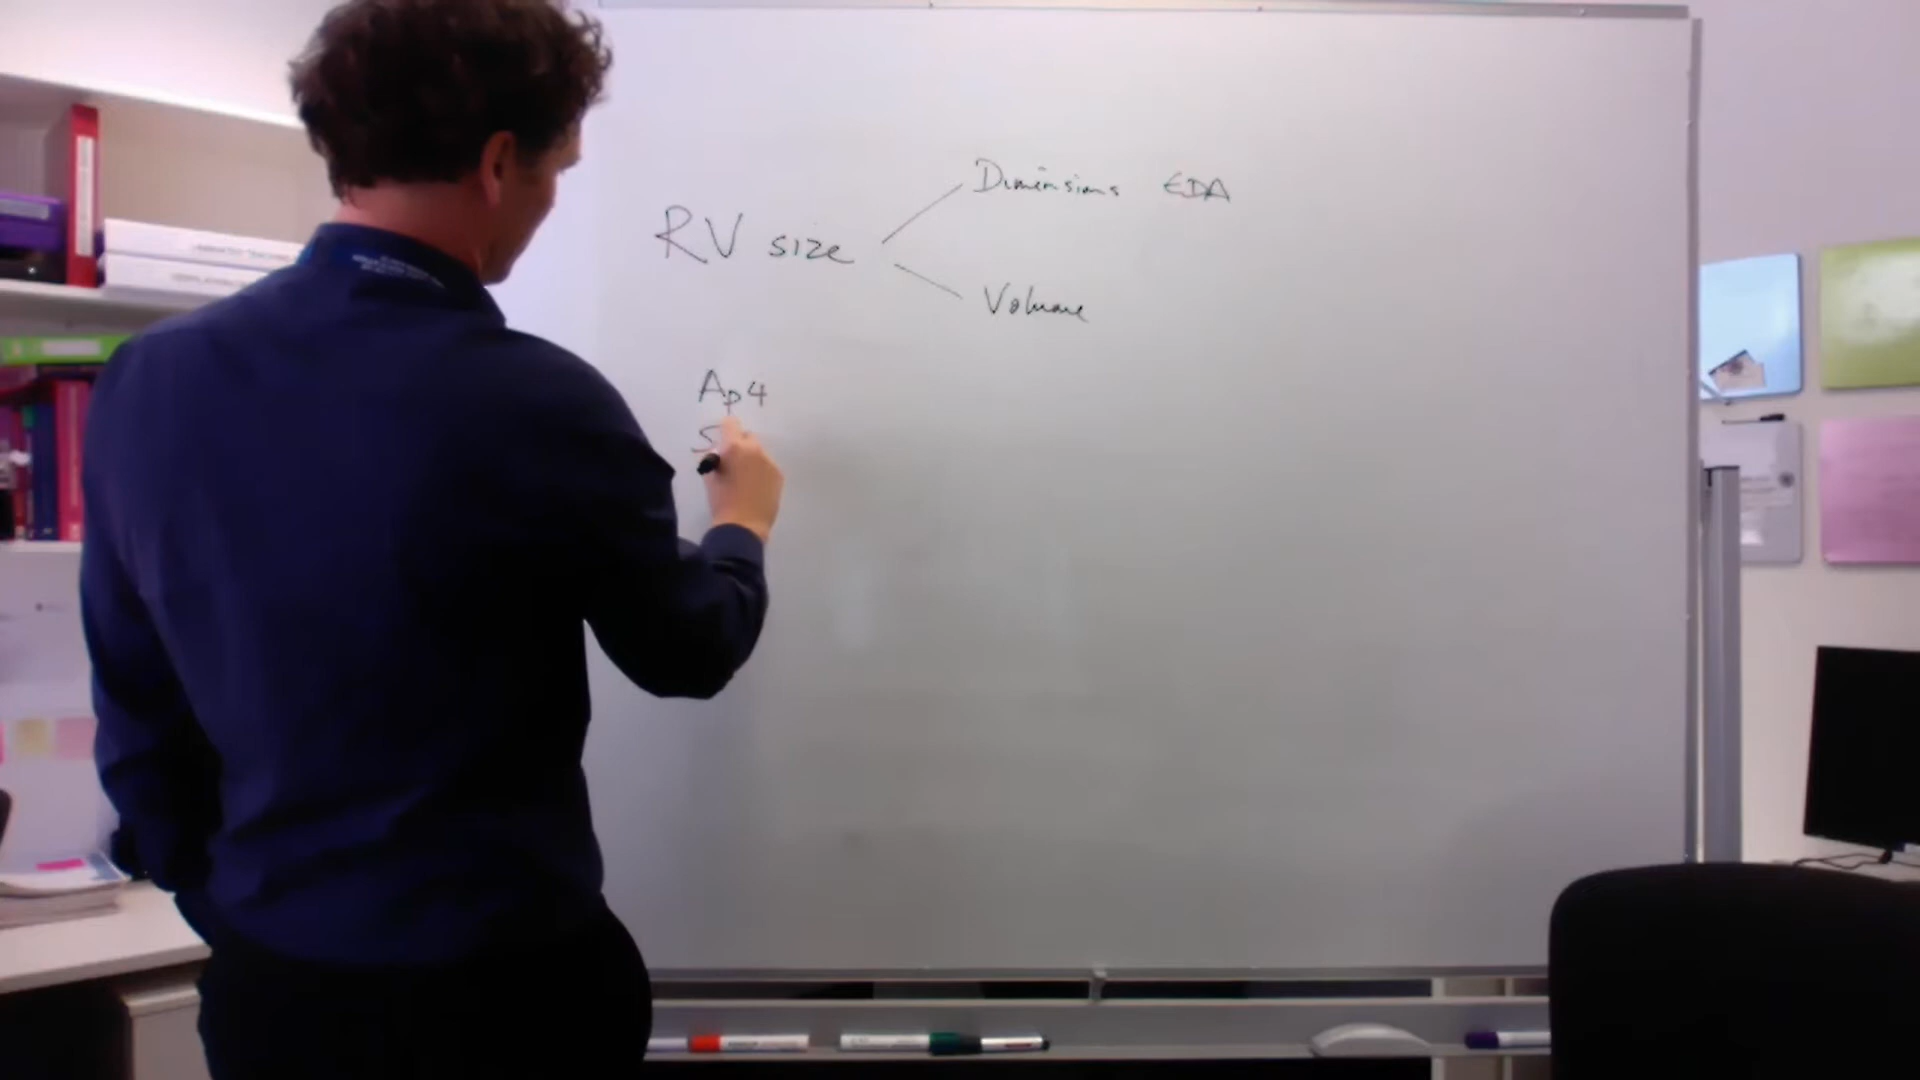 Dimensions EDA
RV size
Volume
Ap4
S